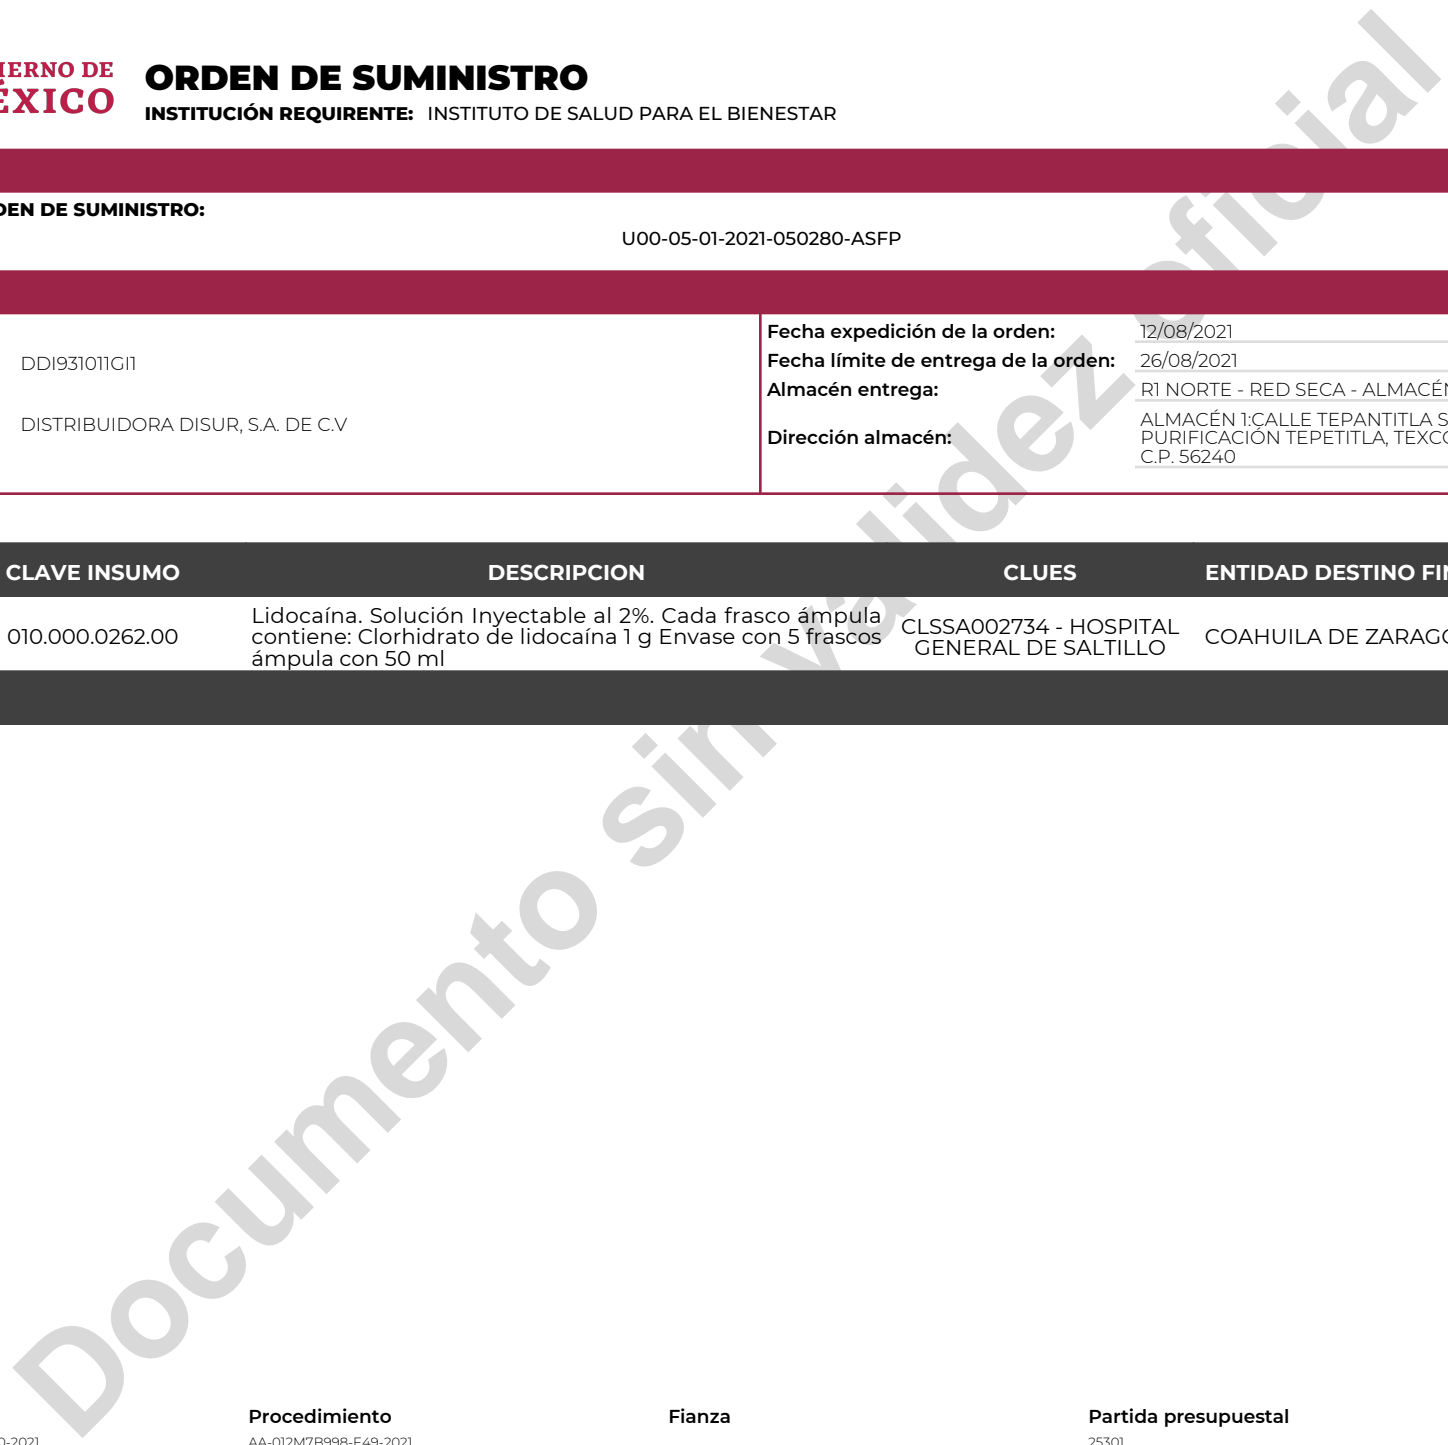 IERNO DE
ÉXICO
ORDEN DE SUMINISTRO
INSTITUCIÓN REQUIRENTE: INSTITUTO DE SALUD PARA EL BIENESTAR
DEN DE SUMINISTRO:
U00-05-01-2021-050280-ASFP
DDI931011GI1
DISTRIBUIDORA DISUR, S.A. DE C.V
Fecha expedición de la orden: 12/08/2021
Fecha límite de entrega de la orden: 26/08/2021
Almacén entrega: R1 NORTE - RED SECA - ALMACÉN
Dirección almacén:
ALMACÉN 1:CALLE TEPANTITLA S
PURIFICACIÓN TEPETITLA, TEXCO
C.P. 56240
CLAVE INSUMO DESCRIPCION CLUES ENTIDAD DESTINO FIN
010.000.0262.00
Lidocaína. Solución Inyectable al 2%. Cada frasco ámpula
contiene: Clorhidrato de lidocaína 1 g Envase con 5 frascos
ámpula con 50 ml
CLSSA002734 - HOSPITAL
GENERAL DE SALTILLO
COAHUILA DE ZARAGO
Documento sin validez oficial
Procedimiento Fianza Partida presupuestal
0-2021 AA-012M7B998-E49-2021 25301